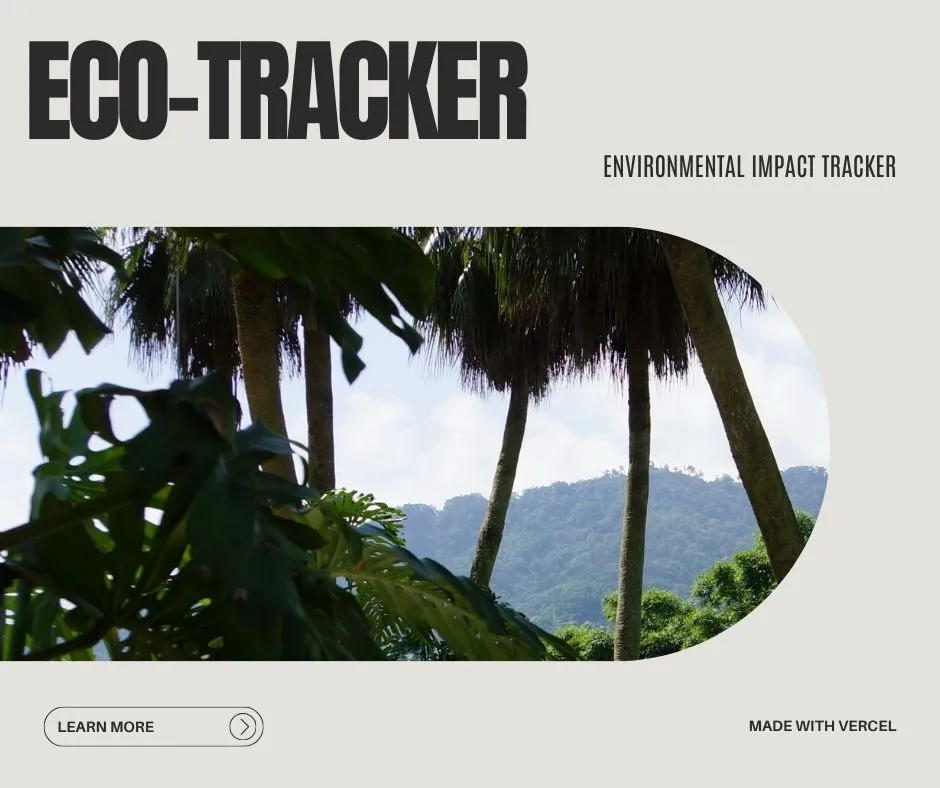 ECO-TRACKER
ENVIRONMENTAL IMPACT TRACKER
LEARN MORE
MADE WITH VERCEL